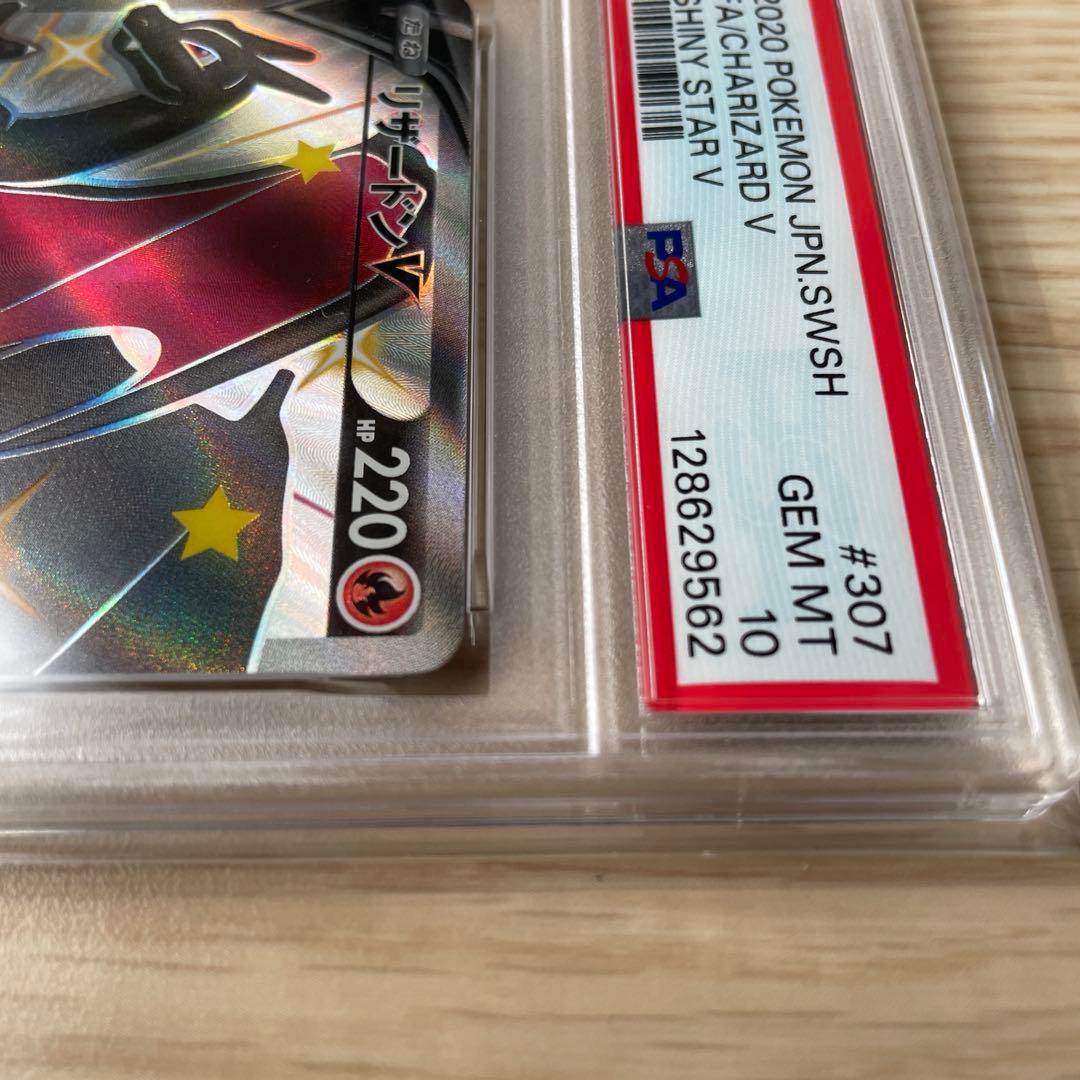 2020 POKEMON JPN.SWSH
#307
FA/CHARIZARD V
GEM MT
SHINY STAR V
10
PSA
128629562
たね
リザードンV
HP 220